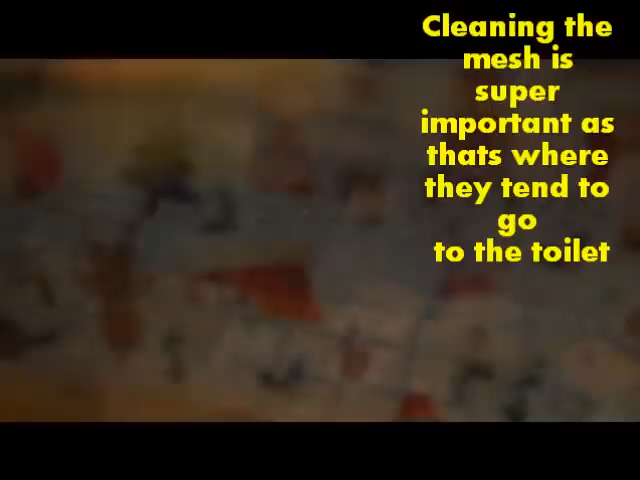 Cleaning the
mesh is
super
important as
thats where
they tend to
go
to the toilet